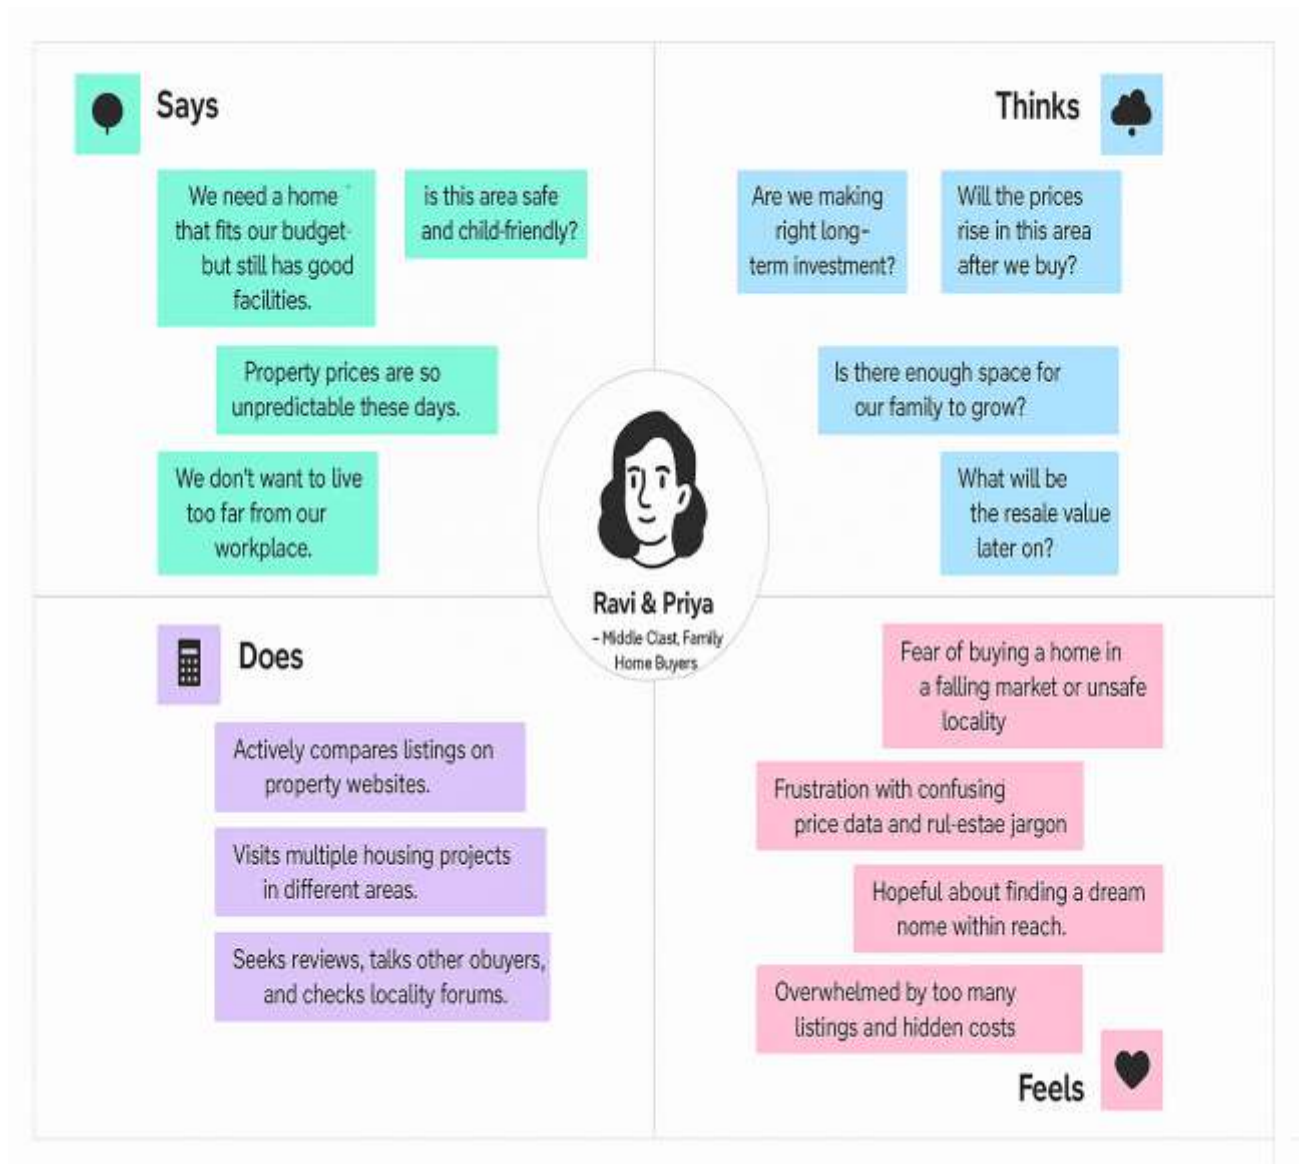 Says
We need a home
that fits our budget-
but still has good
facilities.
is this area safe
and child-friendly?
Property prices are so
unpredictable these days.
We don't want to live
too far from our
workplace.
Thinks
Are we making
right long-
term investment?
Will the prices
rise in this area
after we buy?
Is there enough space for
our family to grow?
What will be
the resale value
later on?
Ravi & Priya
– Middle Clast, Family
Home Buyers
Does
Actively compares listings on
property websites.
Visits multiple housing projects
in different areas.
Seeks reviews, talks other obuyers,
and checks locality forums.
Fear of buying a home in
a falling market or unsafe
locality
Frustration with confusing
price data and rul-estae jargon
Hopeful about finding a dream
nome within reach.
Overwhelmed by too many
listings and hidden costs
Feels